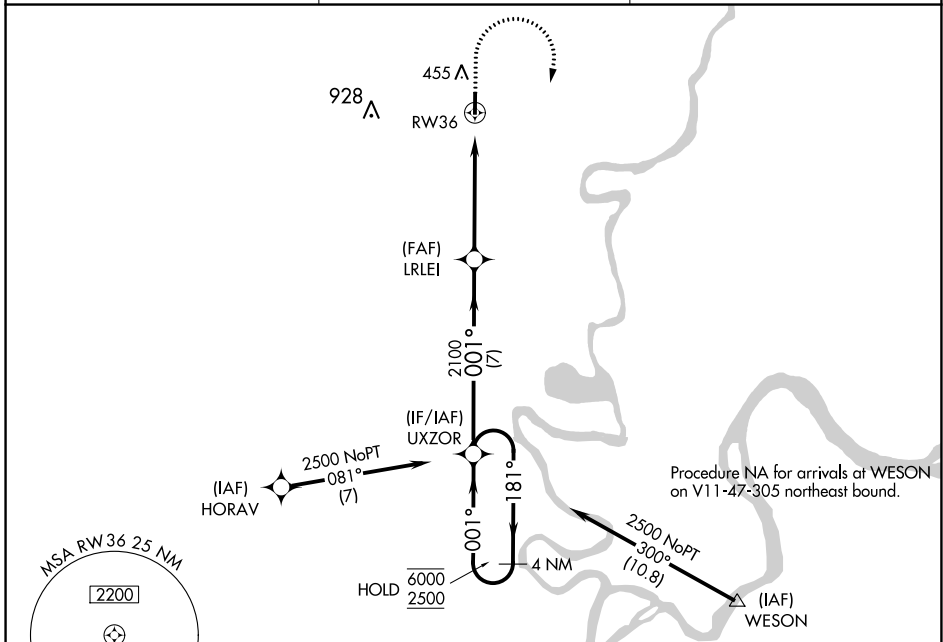 455
928
RW36
(FAF)
LRLEI
2100
001°
(7)
(IF/IAF)
UXZOR
2500 NoPT
081°
(7)
(IAF)
HORAV
181°
001°
Procedure NA for arrivals at WESON
on V11-47-305 northeast bound.
2500 NoPT
300°
(10.8)
(IAF)
WESON
HOLD
6000
2500
4 NM
MSA RW36 25 NM
2200